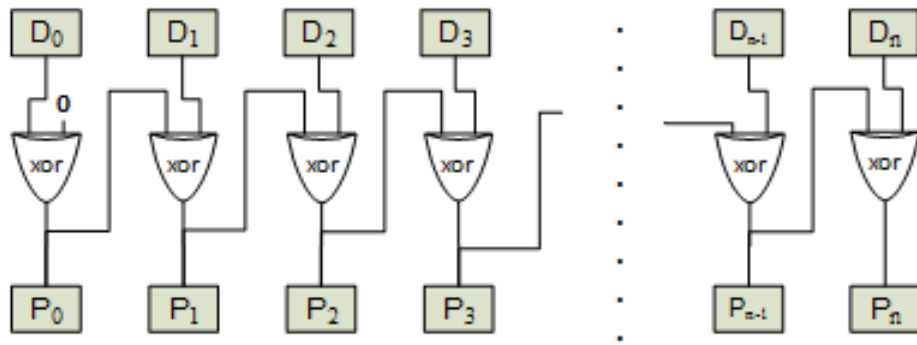 D₀ D₁ D₂ D₃ Dₙ₋₁ Dₙ
0
xor xor xor xor xor xor
P₀ P₁ P₂ P₃ Pₙ₋₁ Pₙ